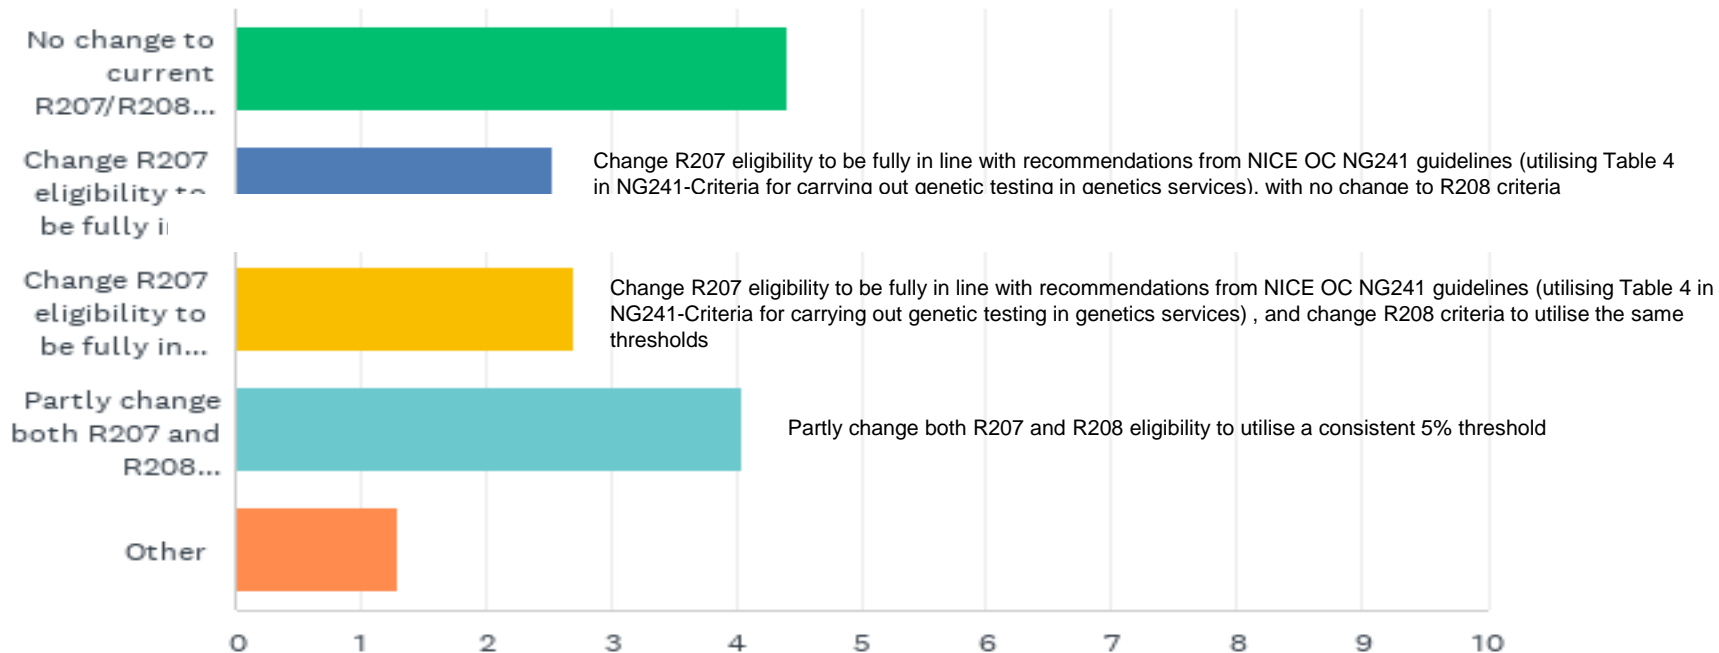 No change to
current
R207/R208...
Change R207
eligibility to
be fully
Change R207 eligibility to be fully in line with recommendations from NICE OC NG241 guidelines (utilising Table 4
in NG241-Criteria for carrying out genetic testing in genetics services), with no change to R208 criteria
Change R207
eligibility to
be fully in...
Change R207 eligibility to be fully in line with recommendations from NICE OC NG241 guidelines (utilising Table 4 in
NG241-Criteria for carrying out genetic testing in genetics services) , and change R208 criteria to utilise the same
thresholds
Partly change
both R207 and
R208...
Partly change both R207 and R208 eligibility to utilise a consistent 5% threshold
Other
0 1 2 3 4 5 6 7 8 9 10